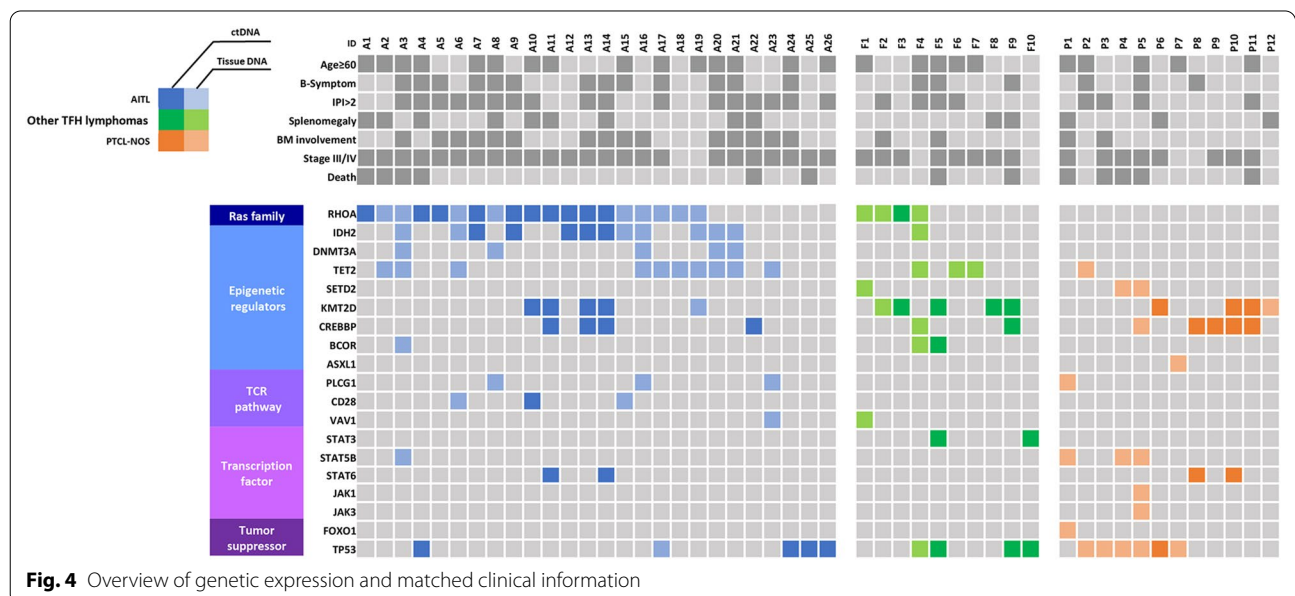 ctDNA
Tissue DNA
AITL
Other TFH lymphomas
PTCL-NOS
ID A1 A2 A3 A4 A5 A6 A7 A8 A9 A10 A11 A12 A13 A14 A15 A16 A17 A18 A19 A20 A21 A22 A23 A24 A25 A26 F1 F2 F3 F4 F5 F6 F7 F8 F9 F10 P1 P2 P3 P4 P5 P6 P7 P8 P9 P10 P11 P12
Age≥60
B-Symptom
IPI>2
Splenomegaly
BM involvement
Stage III/IV
Death
Ras family
RHOA
Epigenetic
regulators
IDH2
DNMT3A
TET2
SETD2
KMT2D
CREBBP
BCOR
ASXL1
TCR
pathway
PLCG1
CD28
VAV1
Transcription
factor
STAT3
STAT5B
STAT6
JAK1
JAK3
Tumor
suppressor
FOXO1
TP53
Fig. 4 Overview of genetic expression and matched clinical information